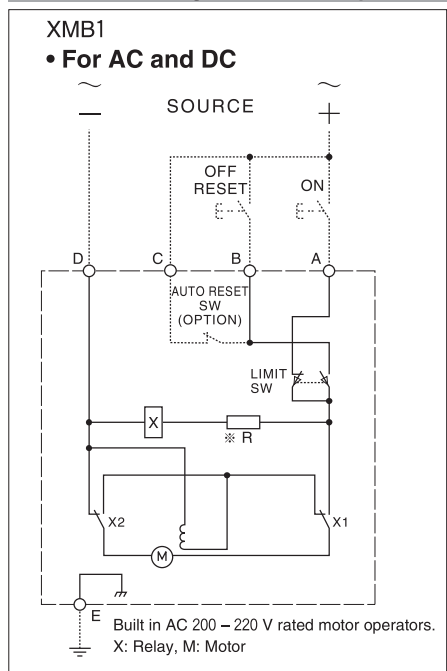 XMB1
• For AC and DC
∼ ∼
− SOURCE +
OFF
RESET
ON
D C B A
AUTO RESET
SW
(OPTION)
LIMIT
SW
X
※ R
X2 X1
M
E
Built in AC 200 – 220 V rated motor operators.
X: Relay, M: Motor